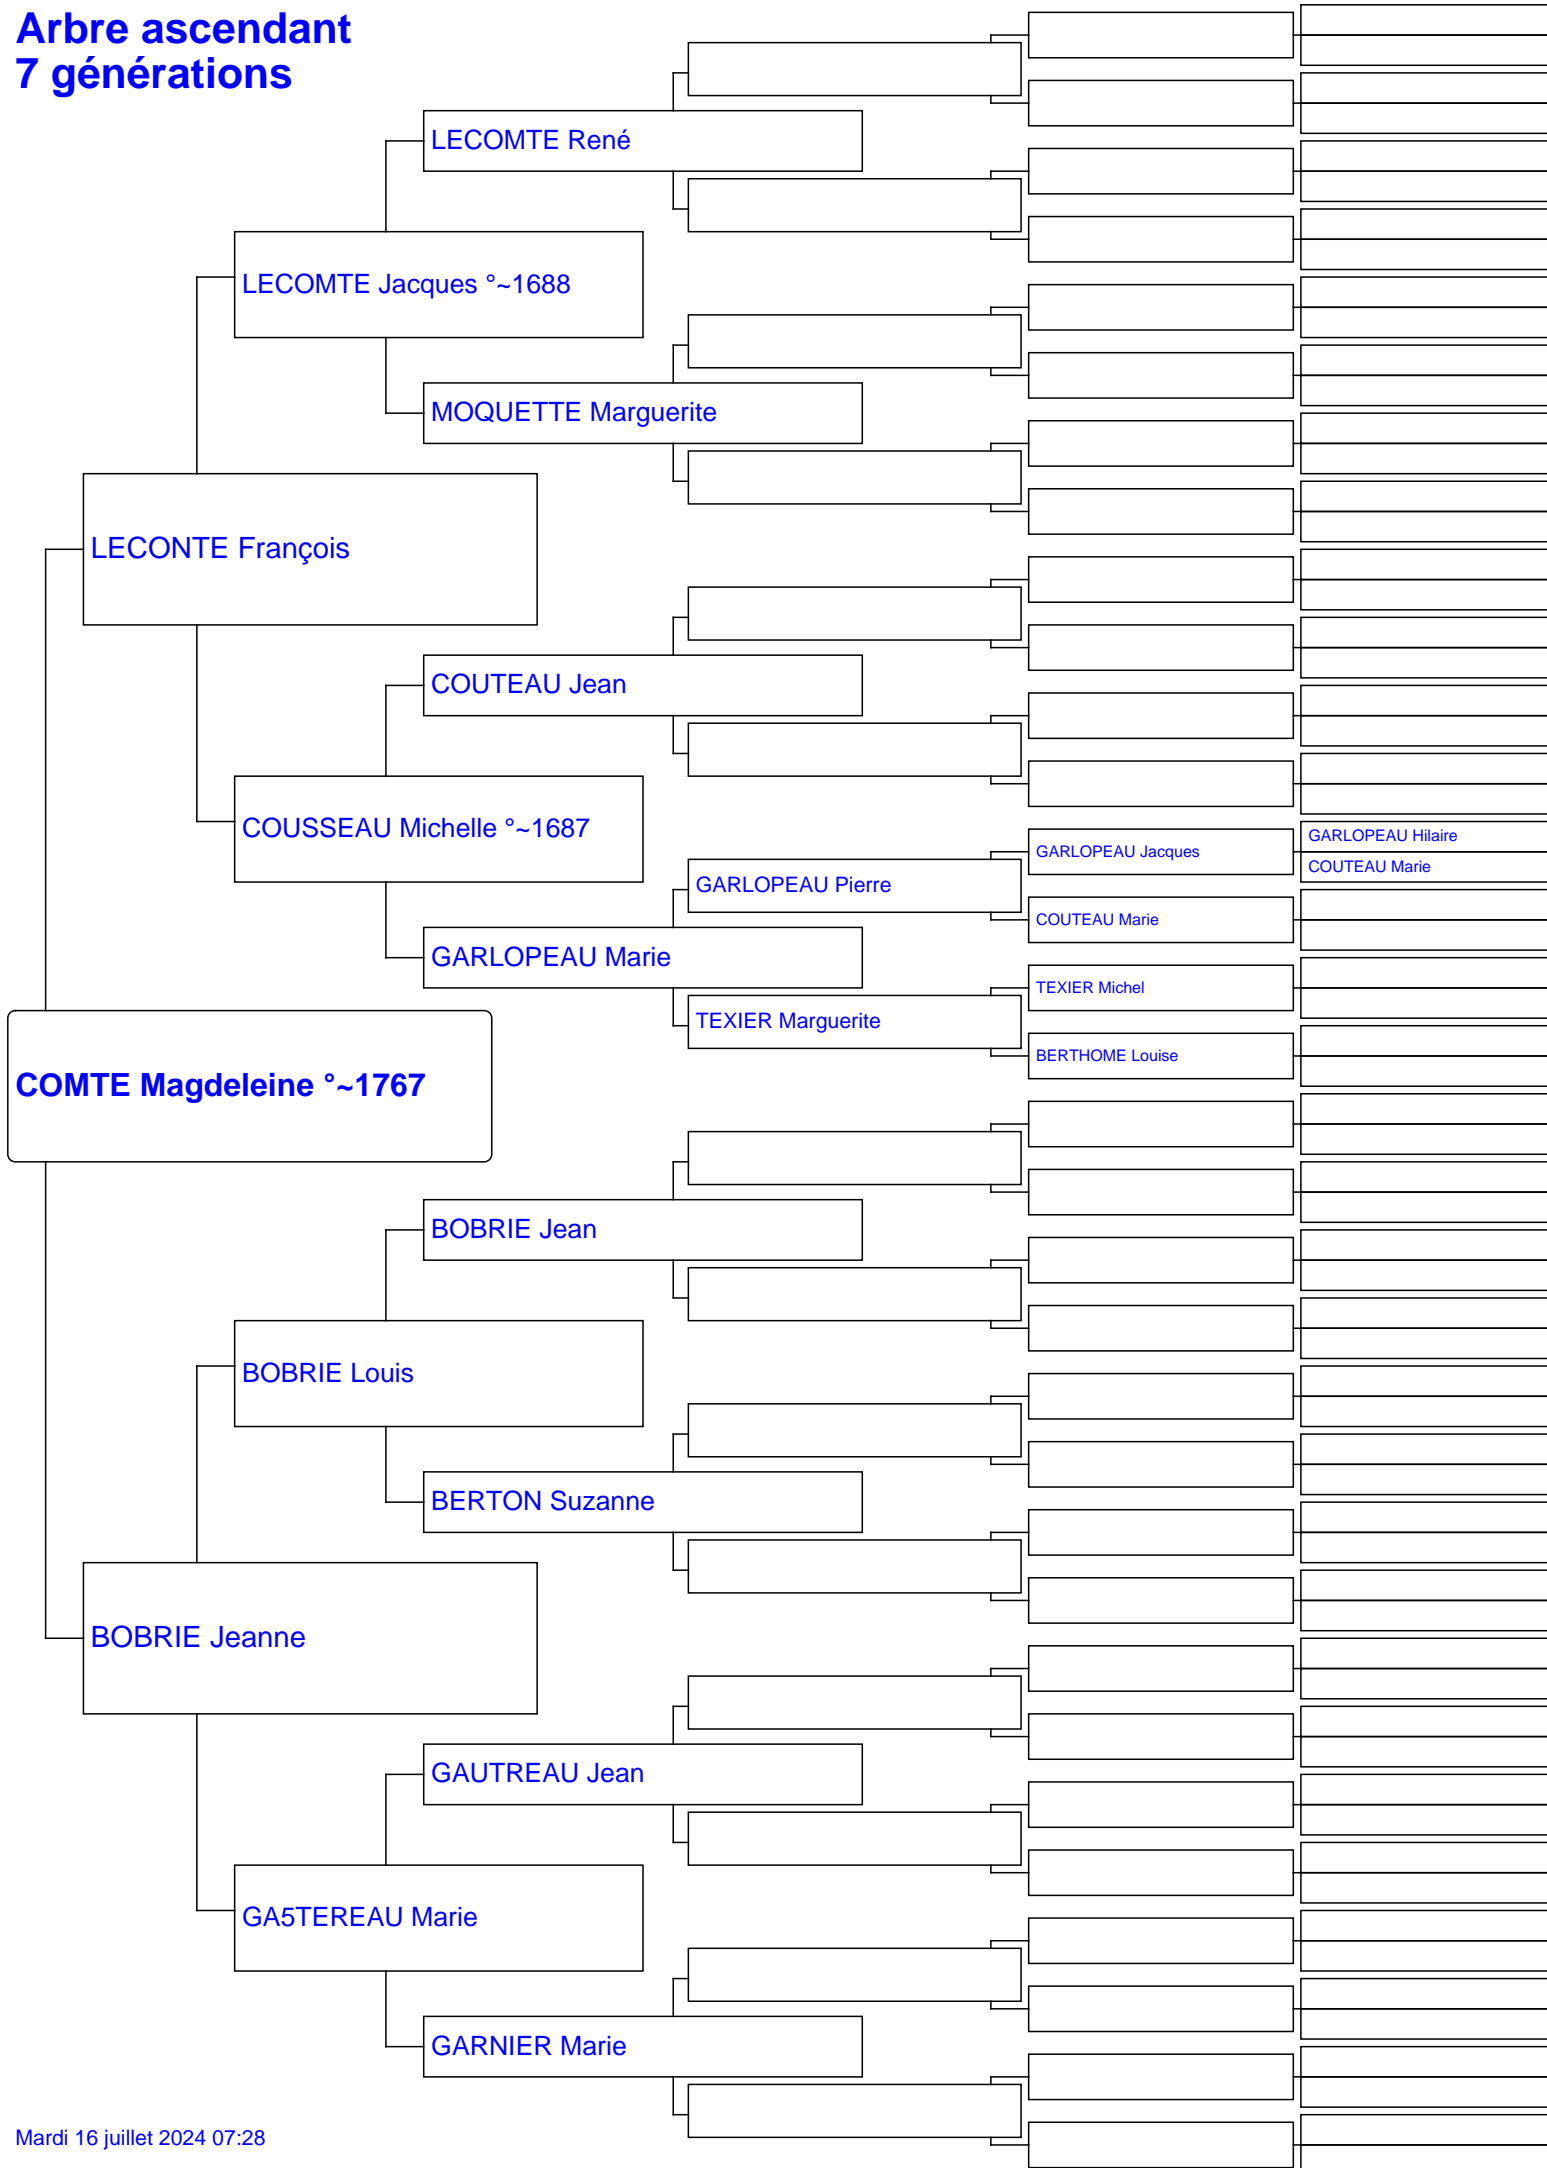 Arbre ascendant
7 générations
LECOMTE René
LECOMTE Jacques °~1688
MOQUETTE Marguerite
LECONTE François
COUTEAU Jean
COUSSEAU Michelle °~1687
GARLOPEAU Hilaire
GARLOPEAU Jacques
COUTEAU Marie
GARLOPEAU Pierre
COUTEAU Marie
GARLOPEAU Marie
TEXIER Michel
TEXIER Marguerite
BERTHOME Louise
COMTE Magdeleine °~1767
BOBRIE Jean
BOBRIE Louis
BERTON Suzanne
BOBRIE Jeanne
GAUTREAU Jean
GA5TEREAU Marie
GARNIER Marie
Mardi 16 juillet 2024 07:28